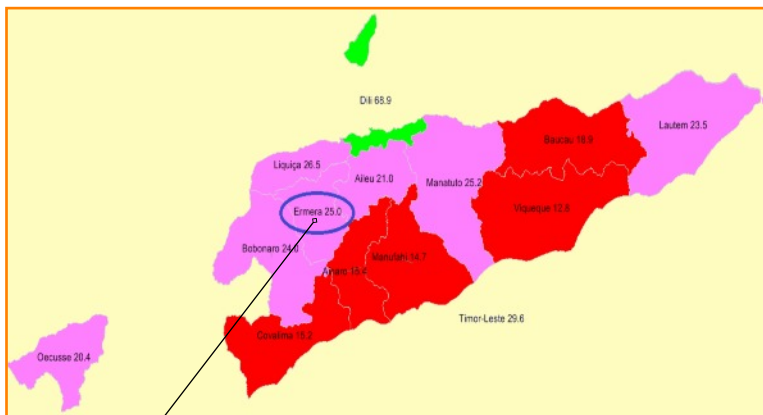 Dili 68.9
Baucau 16.9
Lautem 23.5
Liquiça 26.5
Aileu 21.0
Manatuto 25.2
Ermera 25.0
Viqueque 12.8
Bobonaro 24.0
Manufahi 14.7
Timor-Leste 29.6
Covalima 18.2
Oecusse 20.4